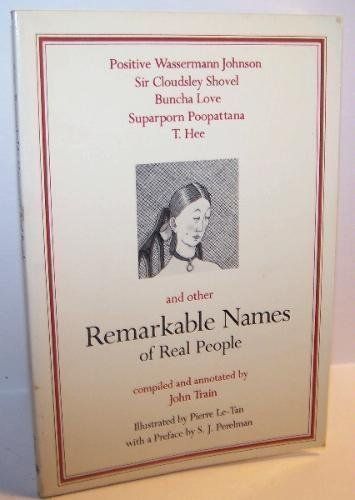 Positive Wassermann Johnson
Sir Cloudsley Shovel
Buncha Love
Suparporn Poopattana
T. Hee
and other
Remarkable Names
of Real People
compiled and annotated by
John Train
Illustrated by Pierre Le-Tan
with a Preface by S. J. Perelman